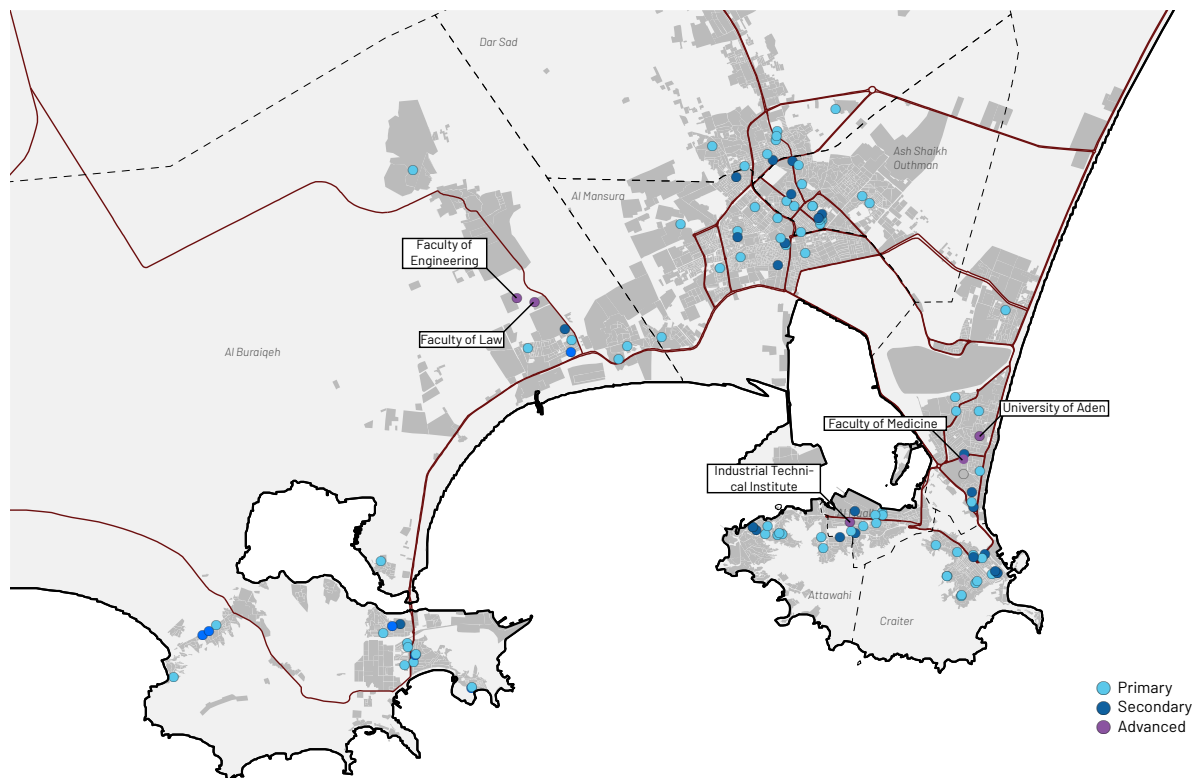 Dar Sad
Ash Shaikh
Outhman
Al Mansura
Faculty of
Engineering
Faculty of Law
Al Buraiqeh
University of Aden
Faculty of Medicine
Industrial Techni-
cal Institute
Attawahi
Craiter
Primary
Secondary
Advanced